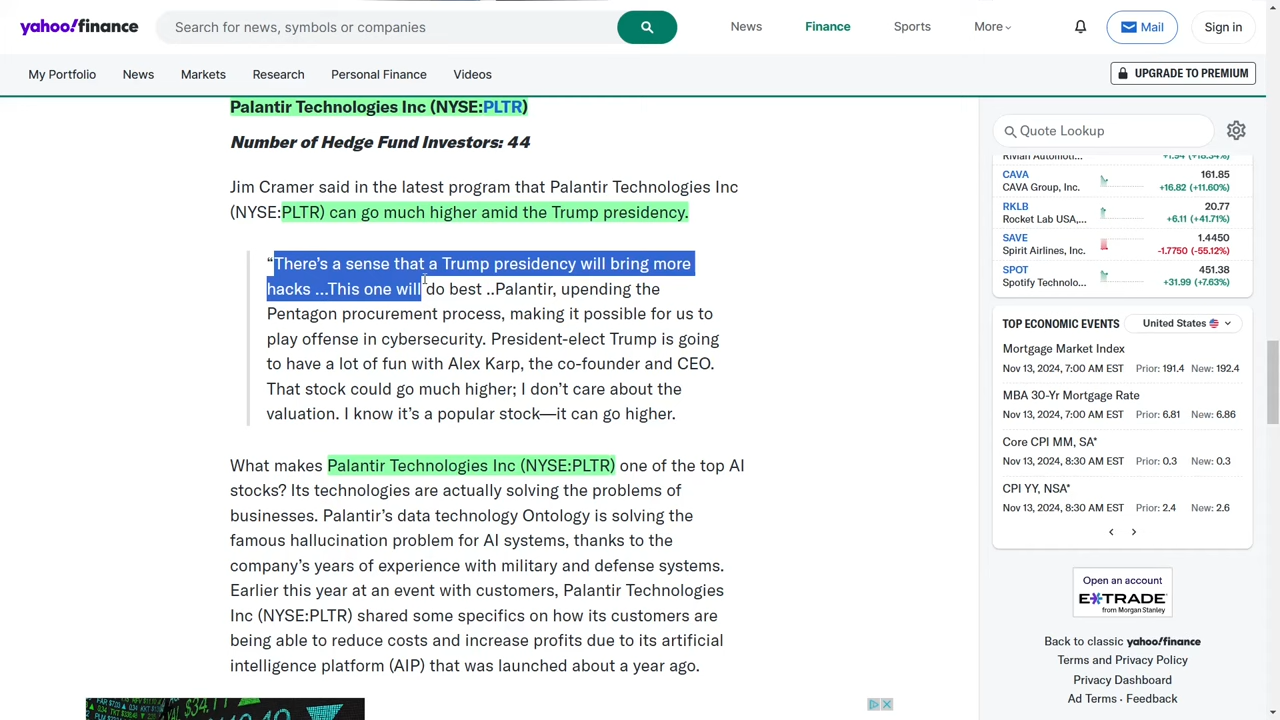 yahoo!finance
Search for news, symbols or companies
News
Finance
Sports
More
Mail
Sign in
My Portfolio
News
Markets
Research
Personal Finance
Videos
UPGRADE TO PREMIUM
Palantir Technologies Inc (NYSE:PLTR)
Number of Hedge Fund Investors: 44
Jim Cramer said in the latest program that Palantir Technologies Inc
(NYSE:PLTR) can go much higher amid the Trump presidency.
“There’s a sense that a Trump presidency will bring more
hacks ...This one will do best ..Palantir, upending the
Pentagon procurement process, making it possible for us to
play offense in cybersecurity. President-elect Trump is going
to have a lot of fun with Alex Karp, the co-founder and CEO.
That stock could go much higher; I don’t care about the
valuation. I know it’s a popular stock—it can go higher.
What makes Palantir Technologies Inc (NYSE:PLTR) one of the top AI
stocks? Its technologies are actually solving the problems of
businesses. Palantir’s data technology Ontology is solving the
famous hallucination problem for AI systems, thanks to the
company’s years of experience with military and defense systems.
Earlier this year at an event with customers, Palantir Technologies
Inc (NYSE:PLTR) shared some specifics on how its customers are
being able to reduce costs and increase profits due to its artificial
intelligence platform (AIP) that was launched about a year ago.
Quote Lookup
Rivian Automoti...
+1.94 (+18.34%)
CAVA
161.85
CAVA Group, Inc.
+16.82 (+11.60%)
RKLB
20.77
Rocket Lab USA,...
+6.11 (+41.71%)
SAVE
1.4450
Spirit Airlines, Inc.
-1.7750 (-55.12%)
SPOT
451.38
Spotify Technolo...
+31.99 (+7.63%)
TOP ECONOMIC EVENTS
United States
Mortgage Market Index
Nov 13, 2024, 7:00 AM EST Prior: 191.4 New: 192.4
MBA 30-Yr Mortgage Rate
Nov 13, 2024, 7:00 AM EST Prior: 6.81 New: 6.86
Core CPI MM, SA*
Nov 13, 2024, 8:30 AM EST Prior: 0.3 New: 0.3
CPI YY, NSA*
Nov 13, 2024, 8:30 AM EST Prior: 2.4 New: 2.6
Open an account
E*TRADE
from Morgan Stanley
Back to classic yahoo!finance
Terms and Privacy Policy
Privacy Dashboard
Ad Terms · Feedback